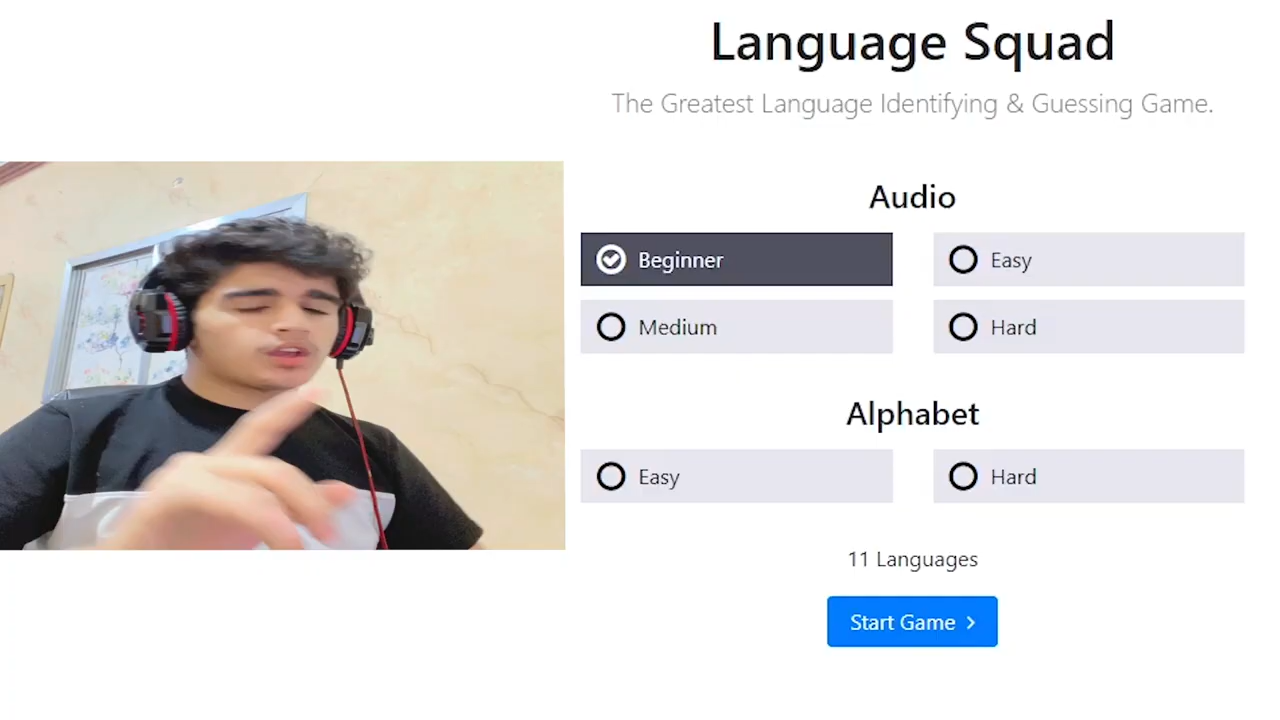 Language Squad
The Greatest Language Identifying & Guessing Game.
Audio
Beginner
Easy
Medium
Hard
Alphabet
Easy
Hard
11 Languages
Start Game >